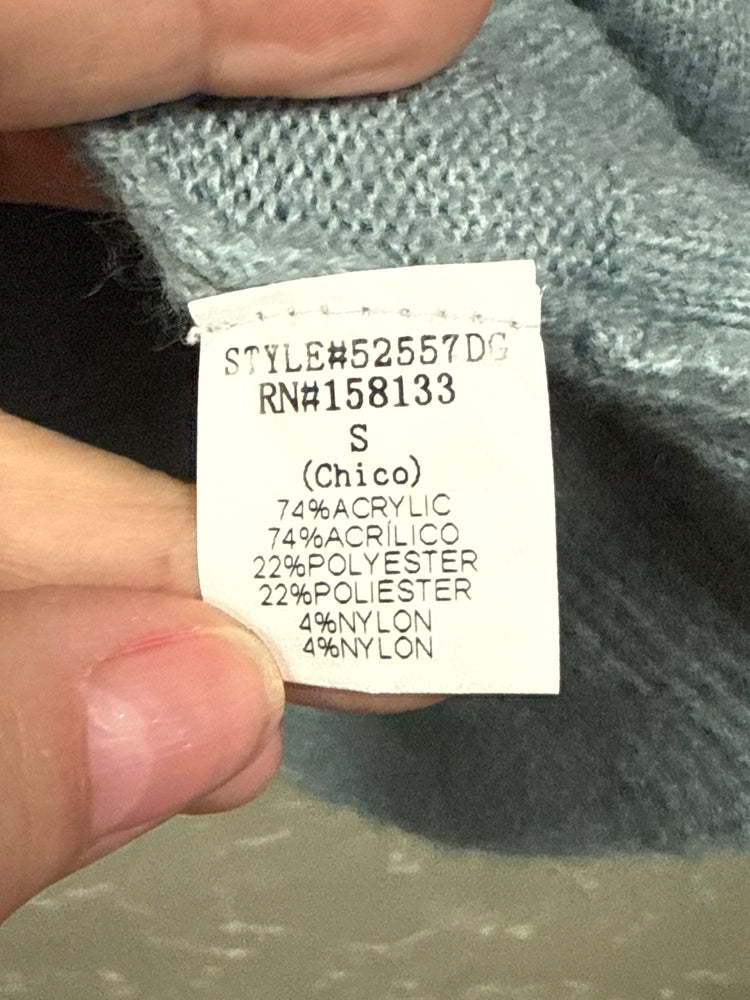 STYLE#52557DG
RN#158133
S
(Chico)
74%ACRYLIC
74%ACRÍLICO
22%POLYESTER
22%POLIESTER
4%NYLON
4%NYLON